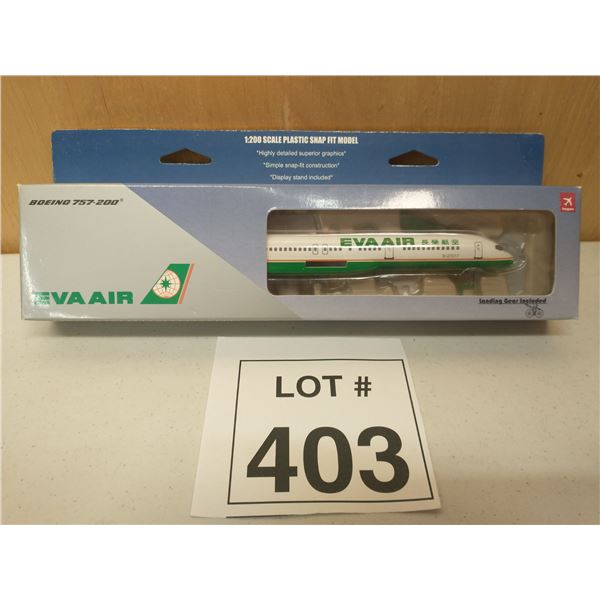 1:200 SCALE PLASTIC SNAP FIT MODEL
"Highly detailed superior graphics"
"Simple snap-fit construction"
"Display stand included"
BOEING 757-200®
EVA AIR
EVA AIR 長榮航空
Landing Gear Included
LOT #
403